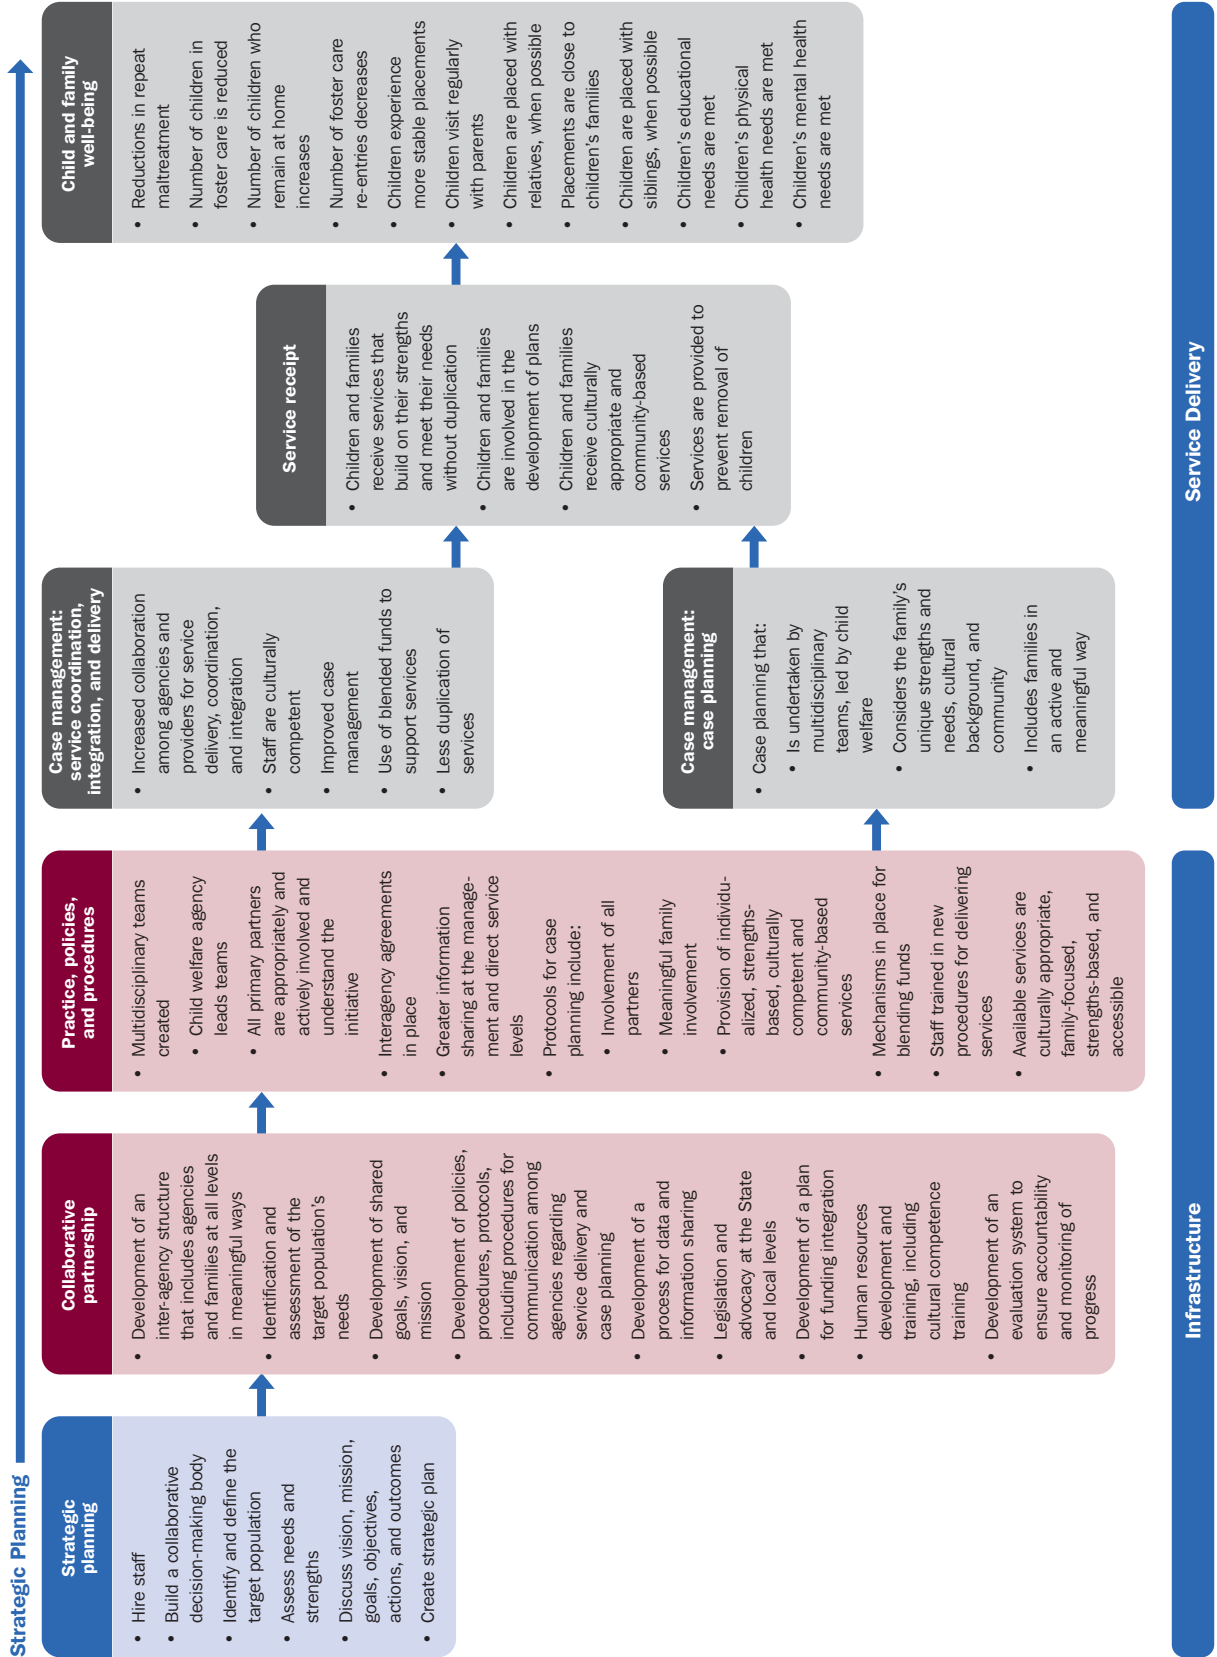 Strategic Planning
Strategic
planning
• Hire staff
• Build a collaborative
decision-making body
• Identify and define the
target population
• Assess needs and
strengths
• Discuss vision, mission,
goals, objectives,
actions, and outcomes
• Create strategic plan
Collaborative
partnership
• Development of an
inter-agency structure
that includes agencies
and families at all levels
in meaningful ways
• Identification and
assessment of the
target population's
needs
• Development of shared
goals, vision, and
mission
• Development of policies,
procedures, protocols,
including procedures for
communication among
agencies regarding
service delivery and
case planning
• Development of a
process for data and
information sharing
• Legislation and
advocacy at the State
and local levels
• Development of a plan
for funding integration
• Human resources
development and
training, including
cultural competence
training
• Development of an
evaluation system to
ensure accountability
and monitoring of
progress
Practice, policies,
and procedures
• Multidisciplinary teams
created
• Child welfare agency
leads teams
• All primary partners
are appropriately and
actively involved and
understand the
initiative
• Interagency agreements
in place
• Greater information
sharing at the manage-
ment and direct service
levels
• Protocols for case
planning include:
• Involvement of all
partners
• Meaningful family
involvement
• Provision of individu-
alized, strengths-
based, culturally
competent and
community-based
services
• Mechanisms in place for
blending funds
• Staff trained in new
procedures for delivering
services
• Available services are
culturally appropriate,
family-focused,
strengths-based, and
accessible
Case management:
service coordination,
integration, and delivery
• Increased collaboration
among agencies and
providers for service
delivery, coordination,
and integration
• Staff are culturally
competent
• Improved case
management
• Use of blended funds to
support services
• Less duplication of
services
Case management:
case planning
• Case planning that:
• Is undertaken by
multidisciplinary
teams, led by child
welfare
• Considers the family's
unique strengths and
needs, cultural
background, and
community
• Includes families in
an active and
meaningful way
Service receipt
• Children and families
receive services that
build on their strengths
and meet their needs
without duplication
• Children and families
are involved in the
development of plans
• Children and families
receive culturally
appropriate and
community-based
services
• Services are provided to
prevent removal of
children
Child and family
well-being
• Reductions in repeat
maltreatment
• Number of children in
foster care is reduced
• Number of children who
remain at home
increases
• Number of foster care
re-entries decreases
• Children experience
more stable placements
• Children visit regularly
with parents
• Children are placed with
relatives, when possible
• Placements are close to
children's families
• Children are placed with
siblings, when possible
• Children's educational
needs are met
• Children's physical
health needs are met
• Children's mental health
needs are met
Infrastructure
Service Delivery